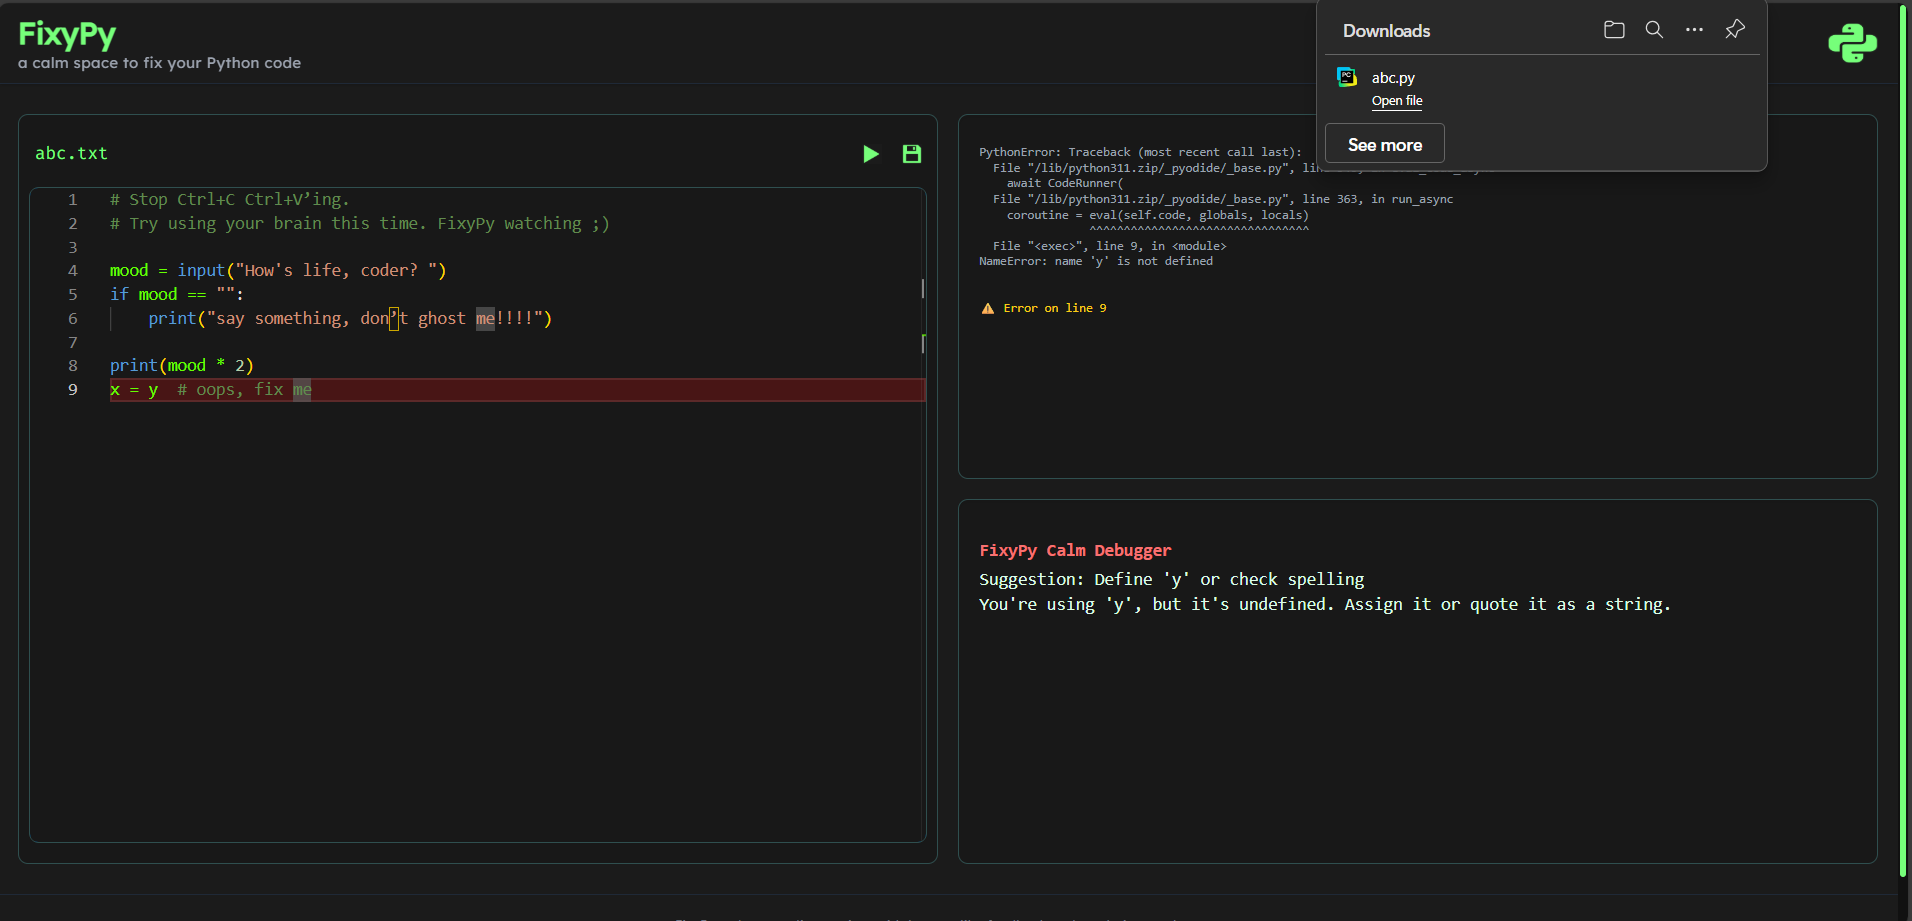 FixyPy
a calm space to fix your Python code
Downloads
PC
abc.py
Open file
See more
abc.txt
1 # Stop Ctrl+C Ctrl+V’ing.
2 # Try using your brain this time. FixyPy watching ;)
3
4 mood = input("How's life, coder? ")
5 if mood == "":
6 print("say something, don’t ghost me!!!!")
7
8 print(mood * 2)
9 x = y  # oops, fix me
PythonError: Traceback (most recent call last):
File "/lib/python311.zip/_pyodide/_base.py", 
await CodeRunner(
File "/lib/python311.zip/_pyodide/_base.py", line 363, in run_async
coroutine = eval(self.code, globals, locals)
^^^^^^^^^^^^^^^^^^^^^^^^^^^^^^^^
File "<exec>", line 9, in <module>
NameError: name 'y' is not defined
⚠ Error on line 9
FixyPy Calm Debugger
Suggestion: Define 'y' or check spelling
You're using 'y', but it's undefined. Assign it or quote it as a string.